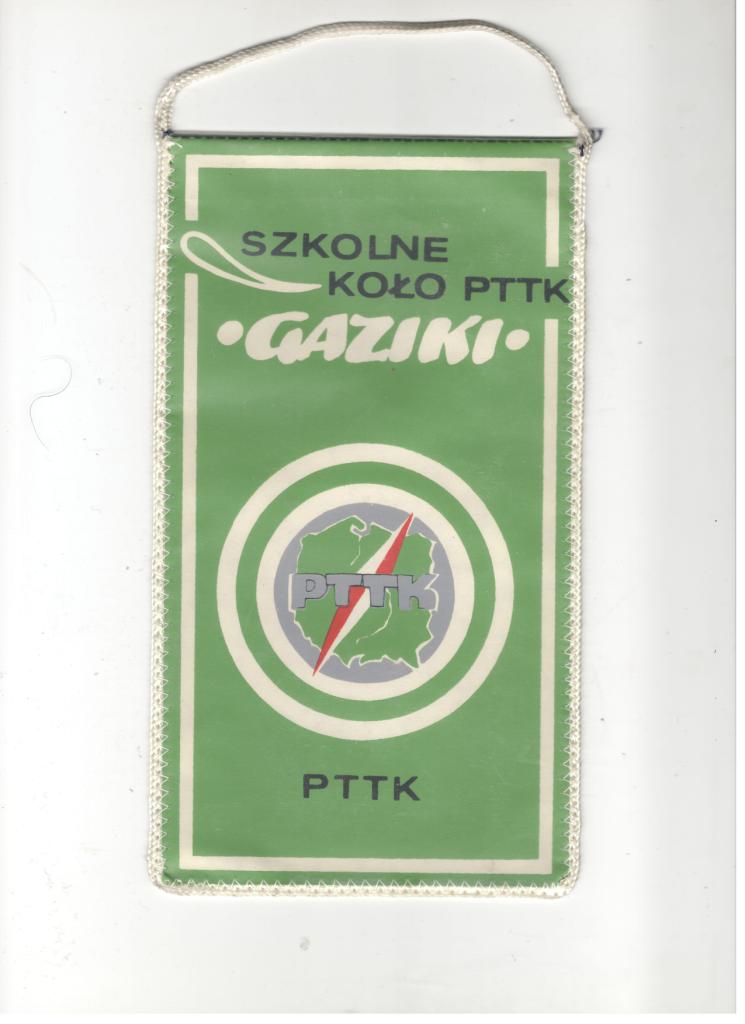 SZKOLNE
KOŁO PTTK
•GAZIKI•
PTTK
PTTK